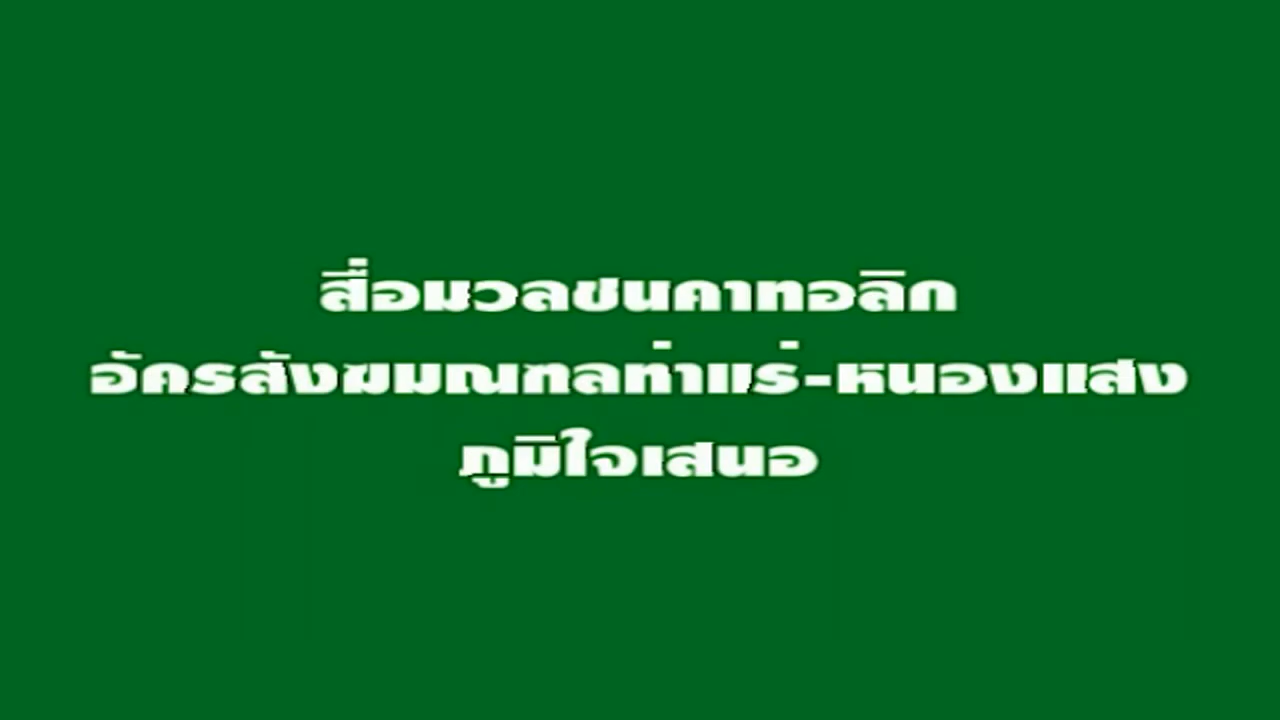 สื่อมวลชนคาทอลิก
อัครสังฆมณฑลท่าแร่-หนองแสง
ภูมิใจเสนอ